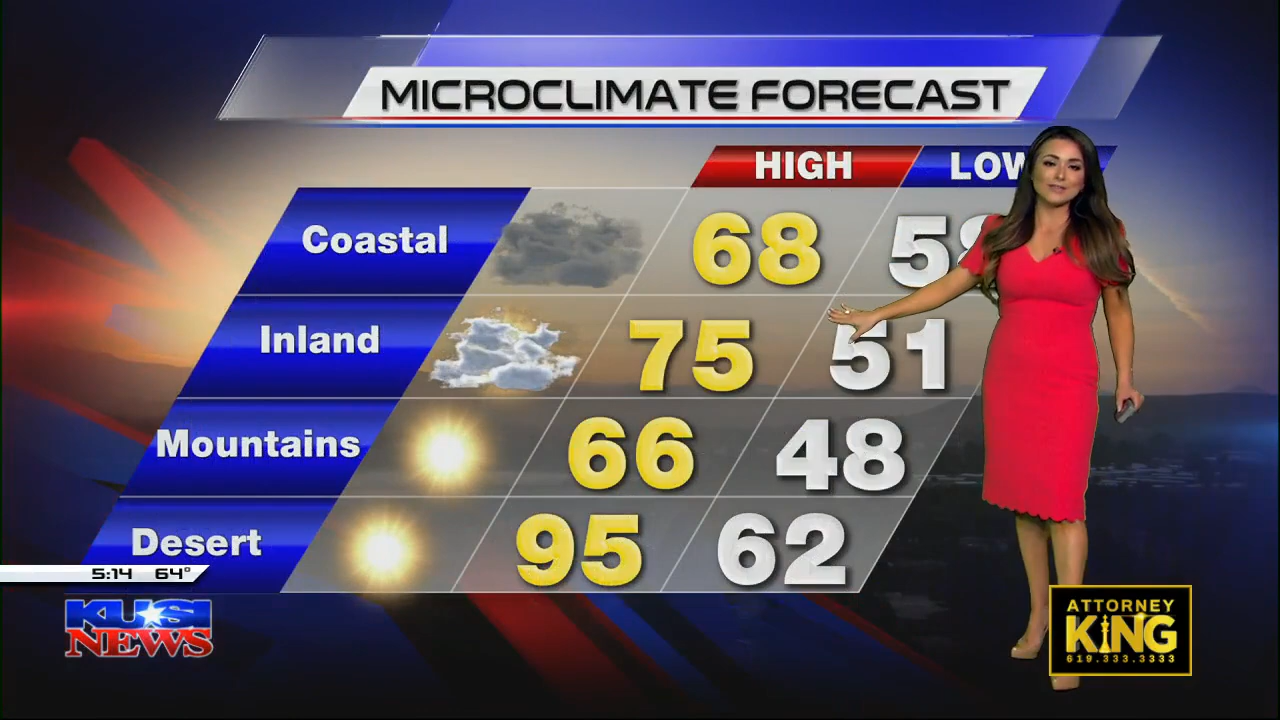 MICROCLIMATE FORECAST
HIGH LOW
Coastal 68
Inland 75 51
Mountains 66 48
Desert 95 62
5:14 64°
KUSI
NEWS
ATTORNEY
KING
619.333.3333